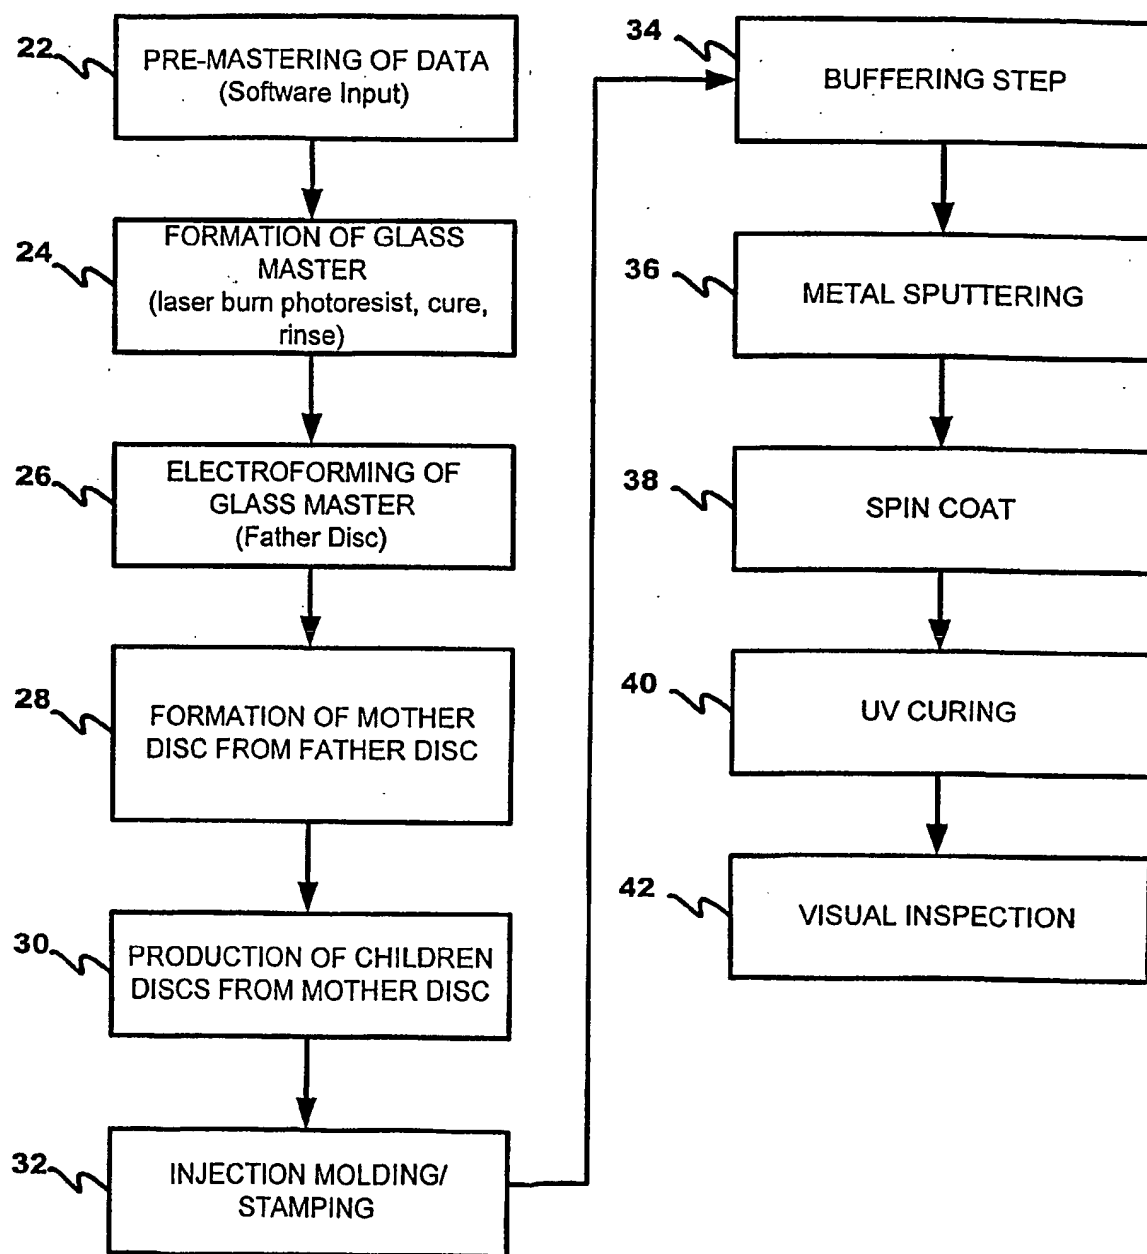 22
PRE-MASTERING OF DATA
(Software Input)
24
FORMATION OF GLASS
MASTER
(laser burn photoresist, cure,
rinse)
26
ELECTROFORMING OF
GLASS MASTER
(Father Disc)
28
FORMATION OF MOTHER
DISC FROM FATHER DISC
30
PRODUCTION OF CHILDREN
DISCS FROM MOTHER DISC
32
INJECTION MOLDING/
STAMPING
34
BUFFERING STEP
36
METAL SPUTTERING
38
SPIN COAT
40
UV CURING
42
VISUAL INSPECTION